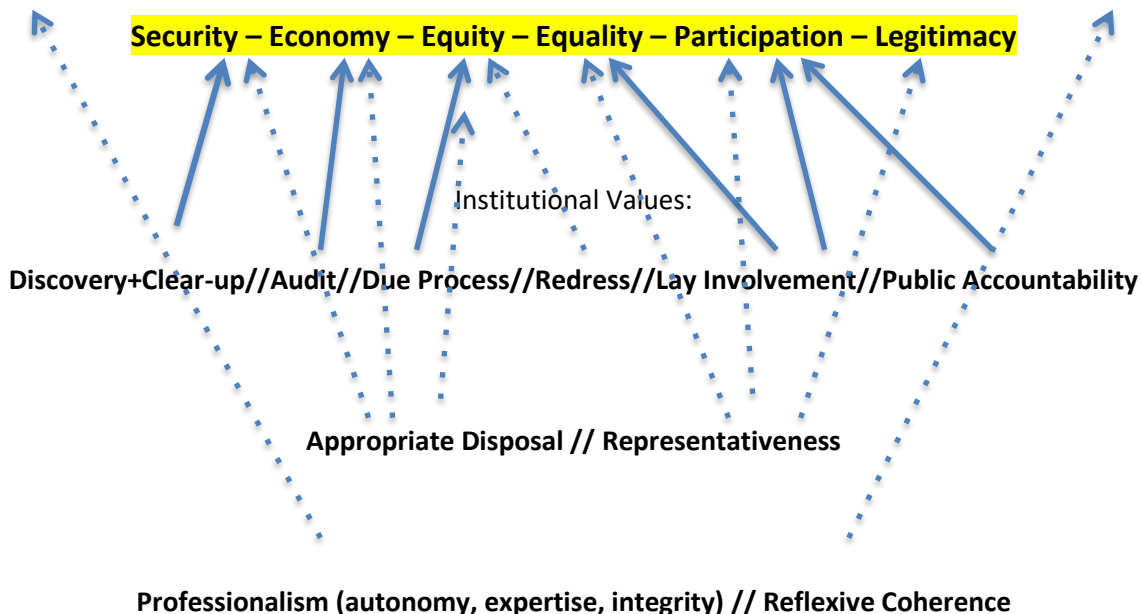 Security – Economy – Equity – Equality – Participation – Legitimacy
Institutional Values:
Discovery+Clear-up//Audit//Due Process//Redress//Lay Involvement//Public Accountability
Appropriate Disposal // Representativeness
Professionalism (autonomy, expertise, integrity) // Reflexive Coherence